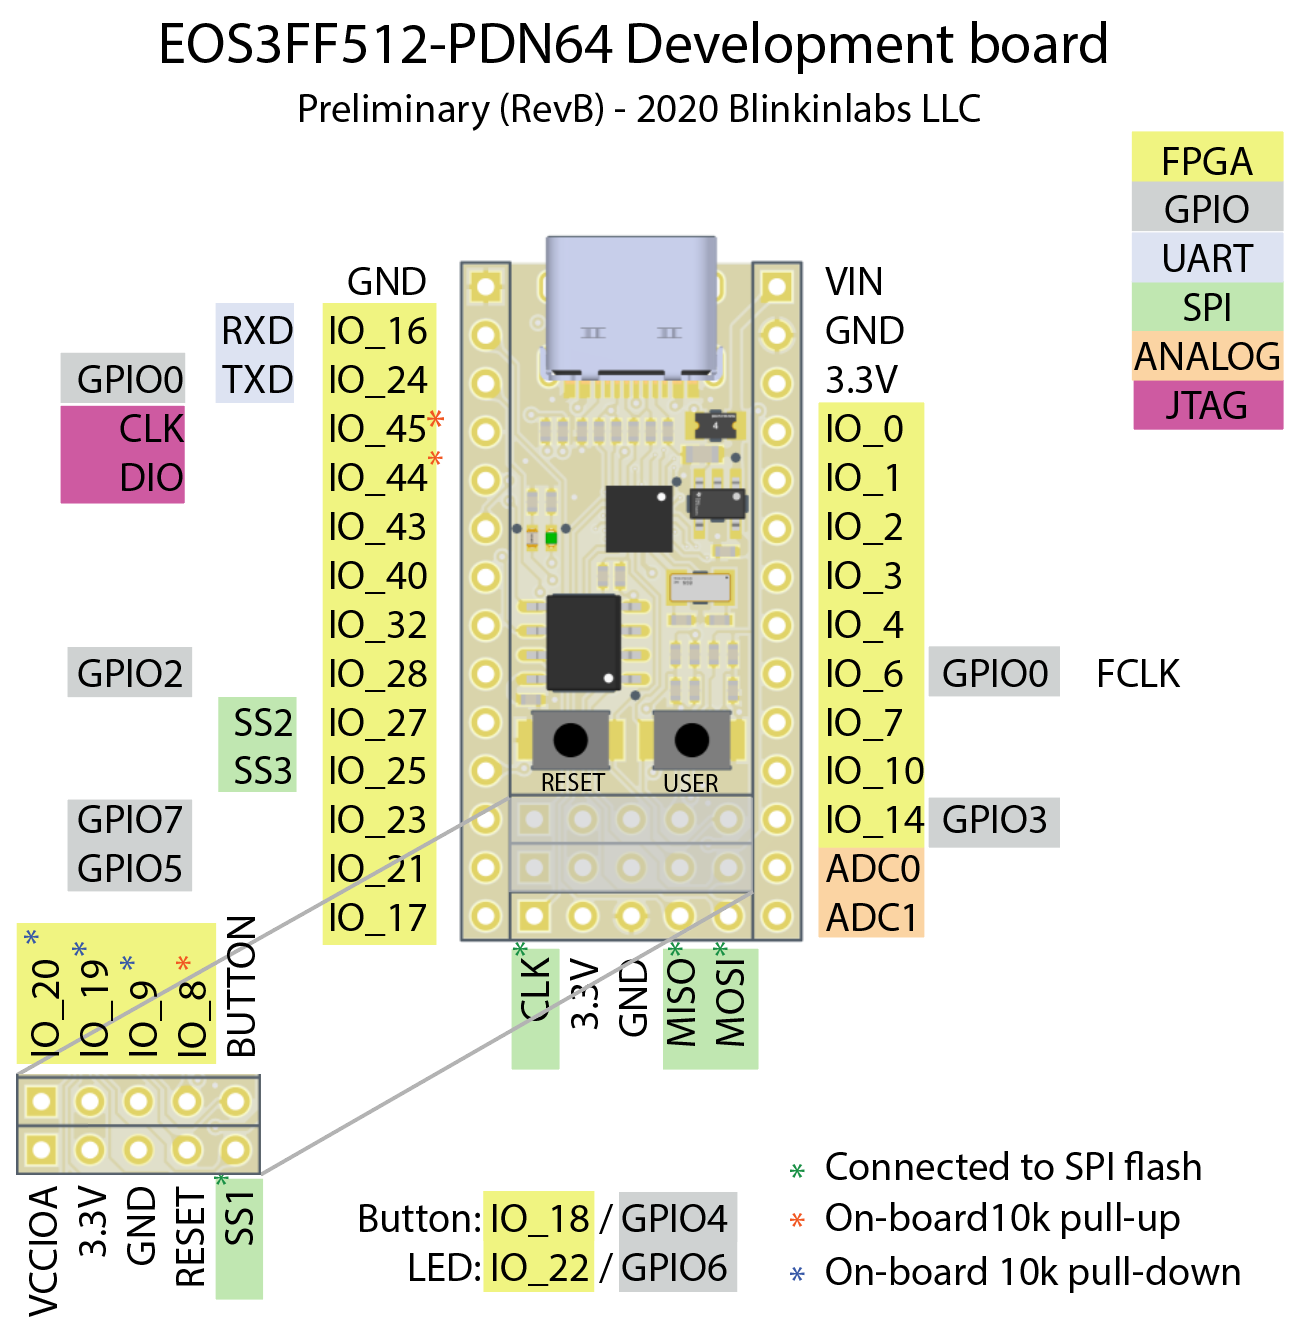 EOS3FF512-PDN64 Development board
Preliminary (RevB) - 2020 Blinkinlabs LLC
FPGA
GPIO
UART
SPI
ANALOG
JTAG
GND VIN
RXD IO_16 GND
GPIO0 TXD IO_24 3.3V
CLK IO_45* IO_0
DIO IO_44* IO_1
IO_43 IO_2
IO_40 IO_3
IO_32 IO_4
GPIO2 IO_28 IO_6 GPIO0 FCLK
SS2 IO_27 IO_7
SS3 IO_25 IO_10
RESET USER
GPIO7 IO_23 IO_14 GPIO3
GPIO5 IO_21 ADC0
IO_17 ADC1
IO_20*
IO_19*
IO_9*
IO_8*
BUTTON
CLK*
3.3V
GND
MISO*
MOSI*
VCCIOA
3.3V
GND
RESET
SS1*
Button: IO_18 / GPIO4
LED: IO_22 / GPIO6
* Connected to SPI flash
* On-board10k pull-up
* On-board 10k pull-down